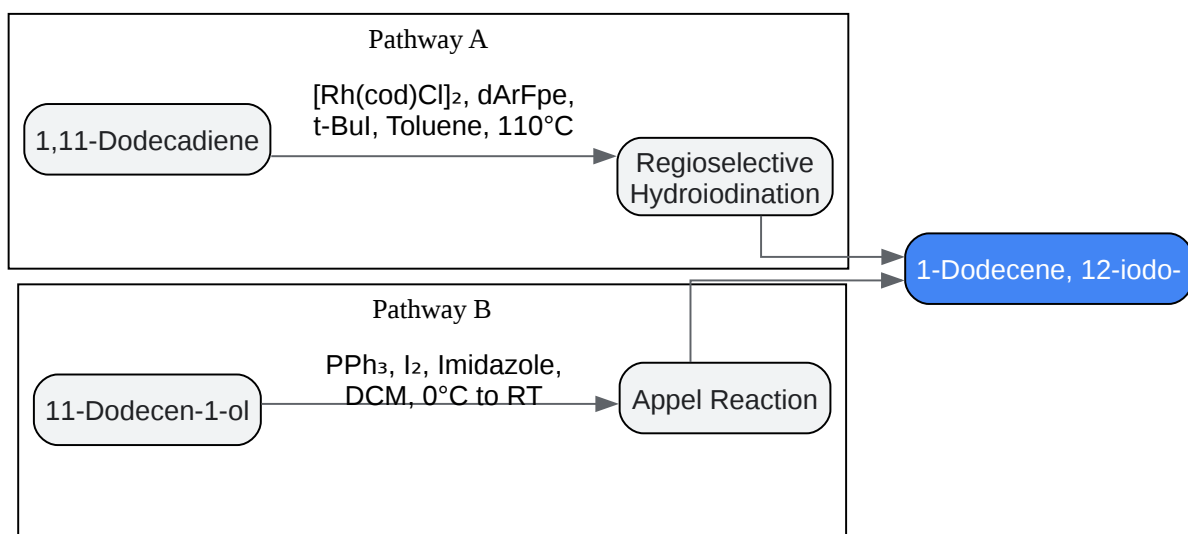 Pathway A
[Rh(cod)Cl]₂, dArFpe,
t-BuI, Toluene, 110°C
1,11-Dodecadiene
Regioselective
Hydroiodination
1-Dodecene, 12-iodo-
Pathway B
PPh₃, I₂, Imidazole,
DCM, 0°C to RT
11-Dodecen-1-ol
Appel Reaction